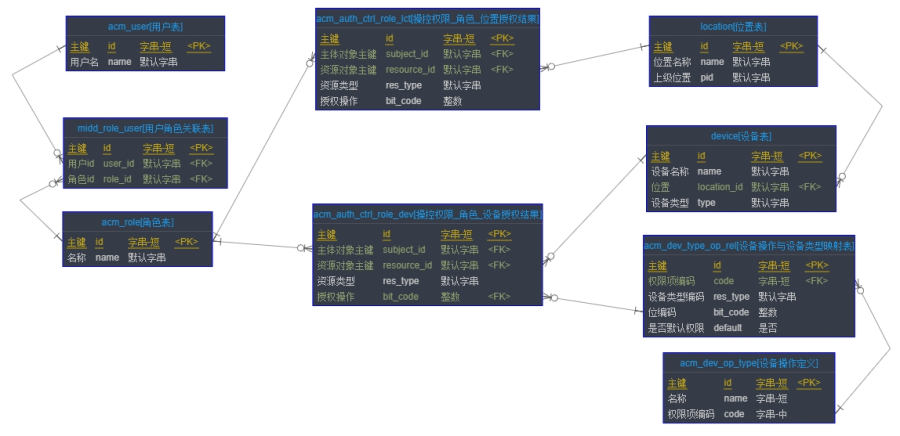 acm_user[用户表]
主键 id 字串-短 <PK>
用户名 name 默认字串
midd_role_user[用户角色关联表]
主键 id 字串-短 <PK>
用户id user_id 默认字串 <FK>
角色id role_id 默认字串 <FK>
acm_role[角色表]
主键 id 字串-短 <PK>
名称 name 默认字串
acm_auth_ctrl_role_lct[操控权限_角色_位置授权结果]
主键 id 字串-短 <PK>
主体对象主键 subject_id 默认字串 <FK>
资源对象主键 resource_id 默认字串 <FK>
资源类型 res_type 默认字串
授权操作 bit_code 整数
acm_auth_ctrl_role_dev[操控权限_角色_设备授权结果]
主键 id 字串-短 <PK>
主体对象主键 subject_id 默认字串 <FK>
资源对象主键 resource_id 默认字串 <FK>
资源类型 res_type 默认字串
授权操作 bit_code 整数 <FK>
location[位置表]
主键 id 字串-短 <PK>
位置名称 name 默认字串
上级位置 pid 默认字串
device[设备表]
主键 id 字串-短 <PK>
设备名称 name 默认字串
位置 location_id 默认字串 <FK>
设备类型 type 默认字串
acm_dev_type_op_rel[设备操作与设备类型映射表]
主键 id 字串-短 <PK>
权限项编码 code 字串-短 <FK>
设备类型编码 res_type 默认字串
位编码 bit_code 整数
是否默认权限 default 是否
acm_dev_op_type[设备操作定义]
主键 id 字串-短 <PK>
名称 name 字串-短
权限项编码 code 字串-中